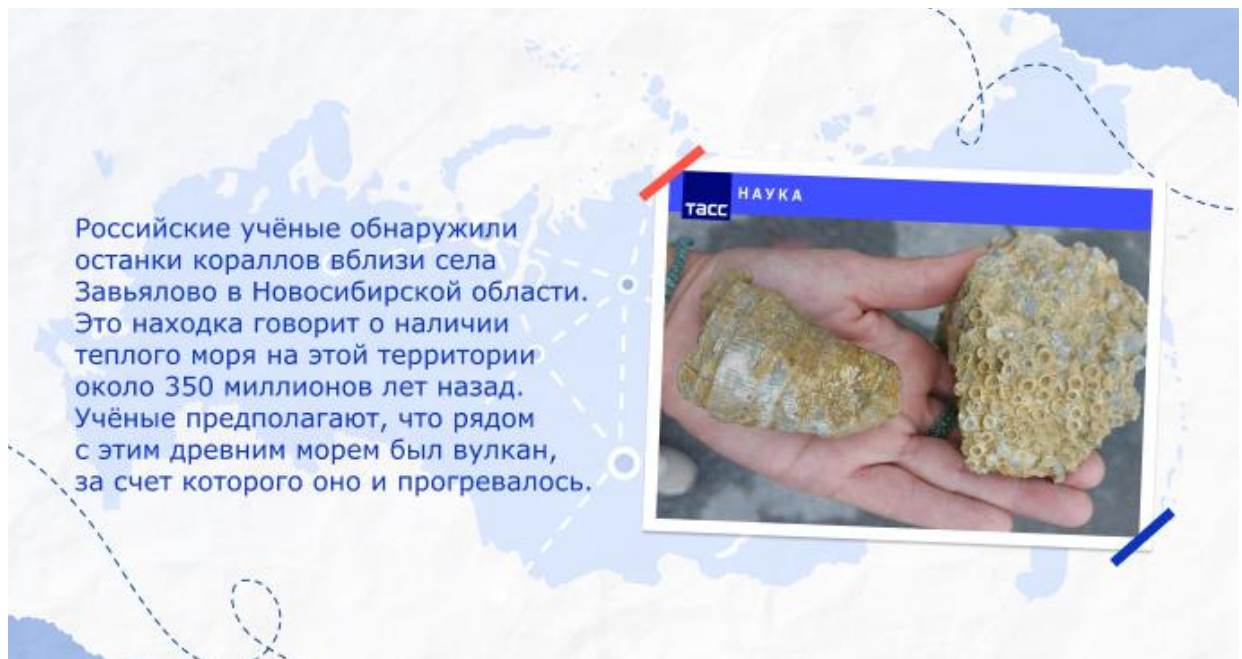 Российские учёные обнаружили
останки кораллов вблизи села
Завьялово в Новосибирской области.
Это находка говорит о наличии
теплого моря на этой территории
около 350 миллионов лет назад.
Учёные предполагают, что рядом
с этим древним морем был вулкан,
за счет которого оно и прогревалось.
тасс НАУКА